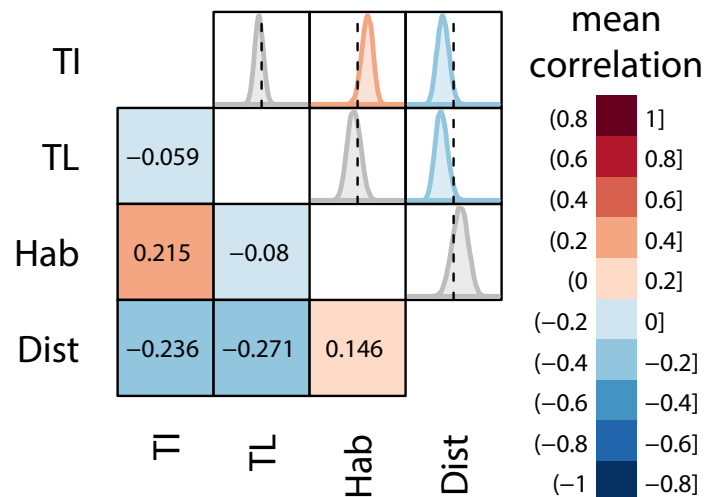 mean
correlation
TI
TL
Hab
Dist
−0.059
0.215
−0.08
−0.236
−0.271
0.146
TI
TL
Hab
Dist
(0.8 1]
(0.6 0.8]
(0.4 0.6]
(0.2 0.4]
(0 0.2]
(−0.2 0]
(−0.4 −0.2]
(−0.6 −0.4]
(−0.8 −0.6]
(−1 −0.8]